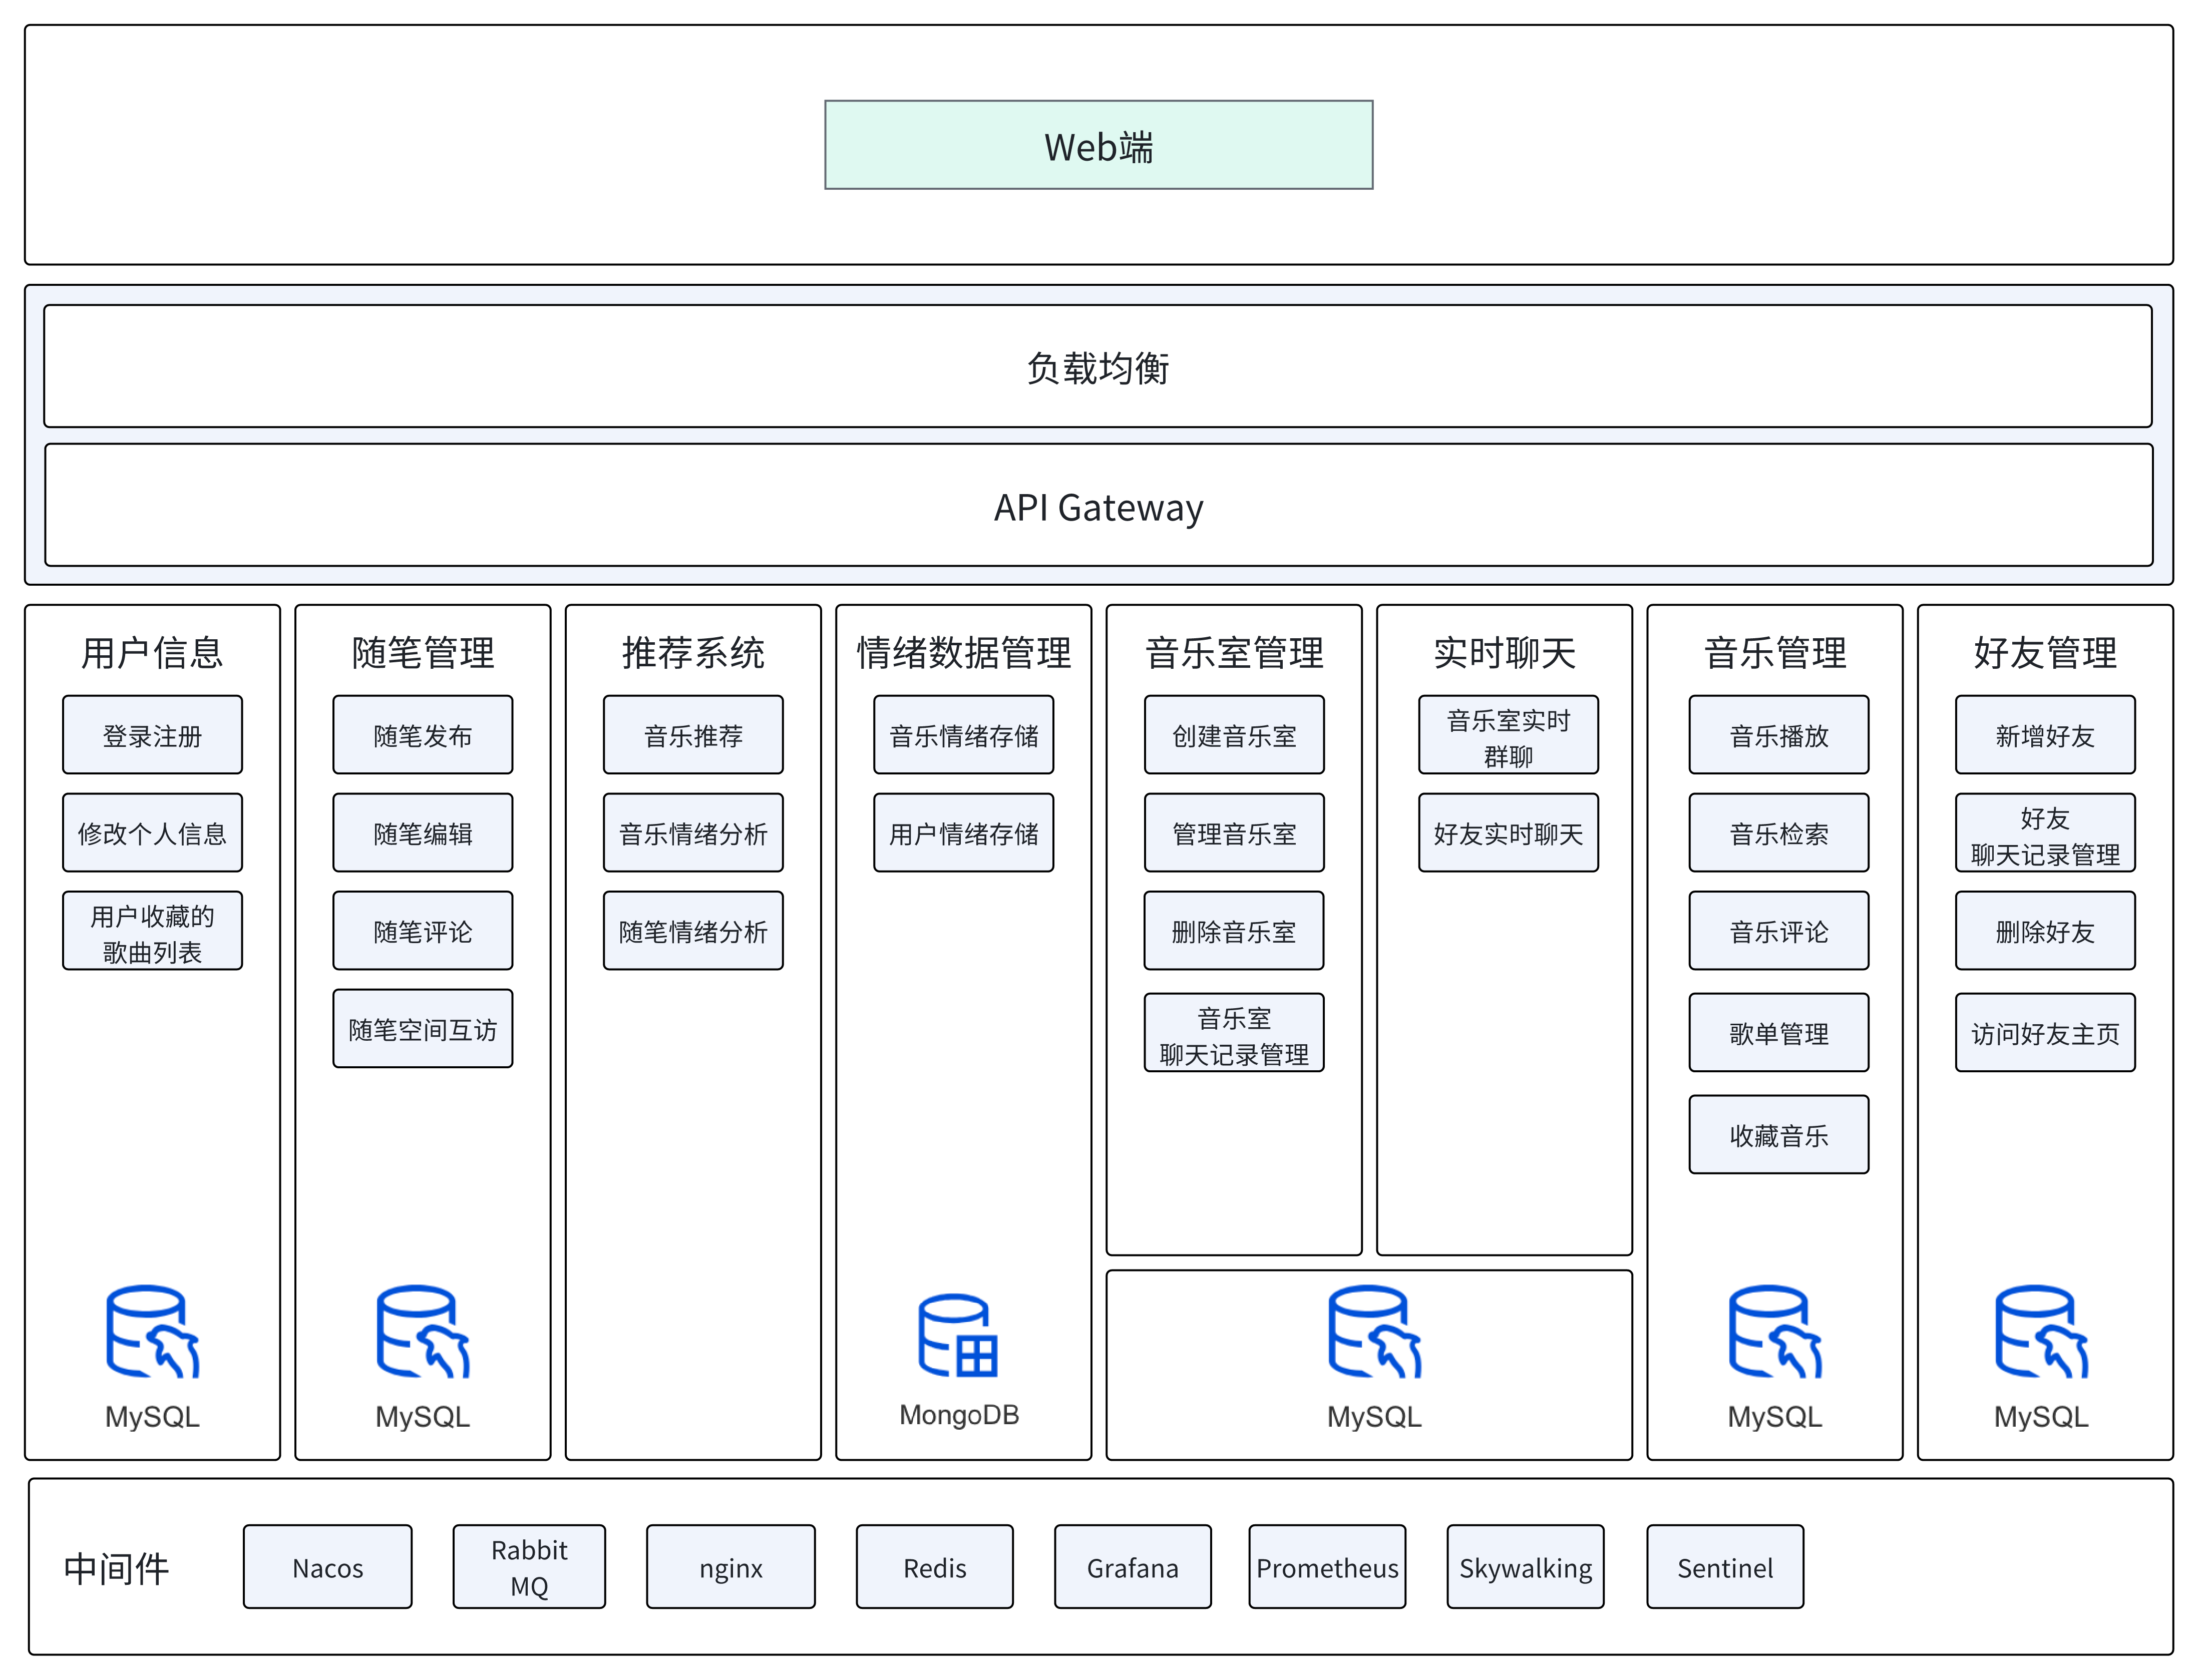 Web端
负载均衡
API Gateway
用户信息
登录注册
修改个人信息
用户收藏的
歌曲列表
MySQL
随笔管理
随笔发布
随笔编辑
随笔评论
随笔空间互访
MySQL
推荐系统
音乐推荐
音乐情绪分析
随笔情绪分析
情绪数据管理
音乐情绪存储
用户情绪存储
MongoDB
音乐室管理
创建音乐室
管理音乐室
删除音乐室
音乐室
聊天记录管理
实时聊天
音乐室实时
群聊
好友实时聊天
MySQL
音乐管理
音乐播放
音乐检索
音乐评论
歌单管理
收藏音乐
MySQL
好友管理
新增好友
好友
聊天记录管理
删除好友
访问好友主页
MySQL
中间件
Nacos
Rabbit
MQ
nginx
Redis
Grafana
Prometheus
Skywalking
Sentinel